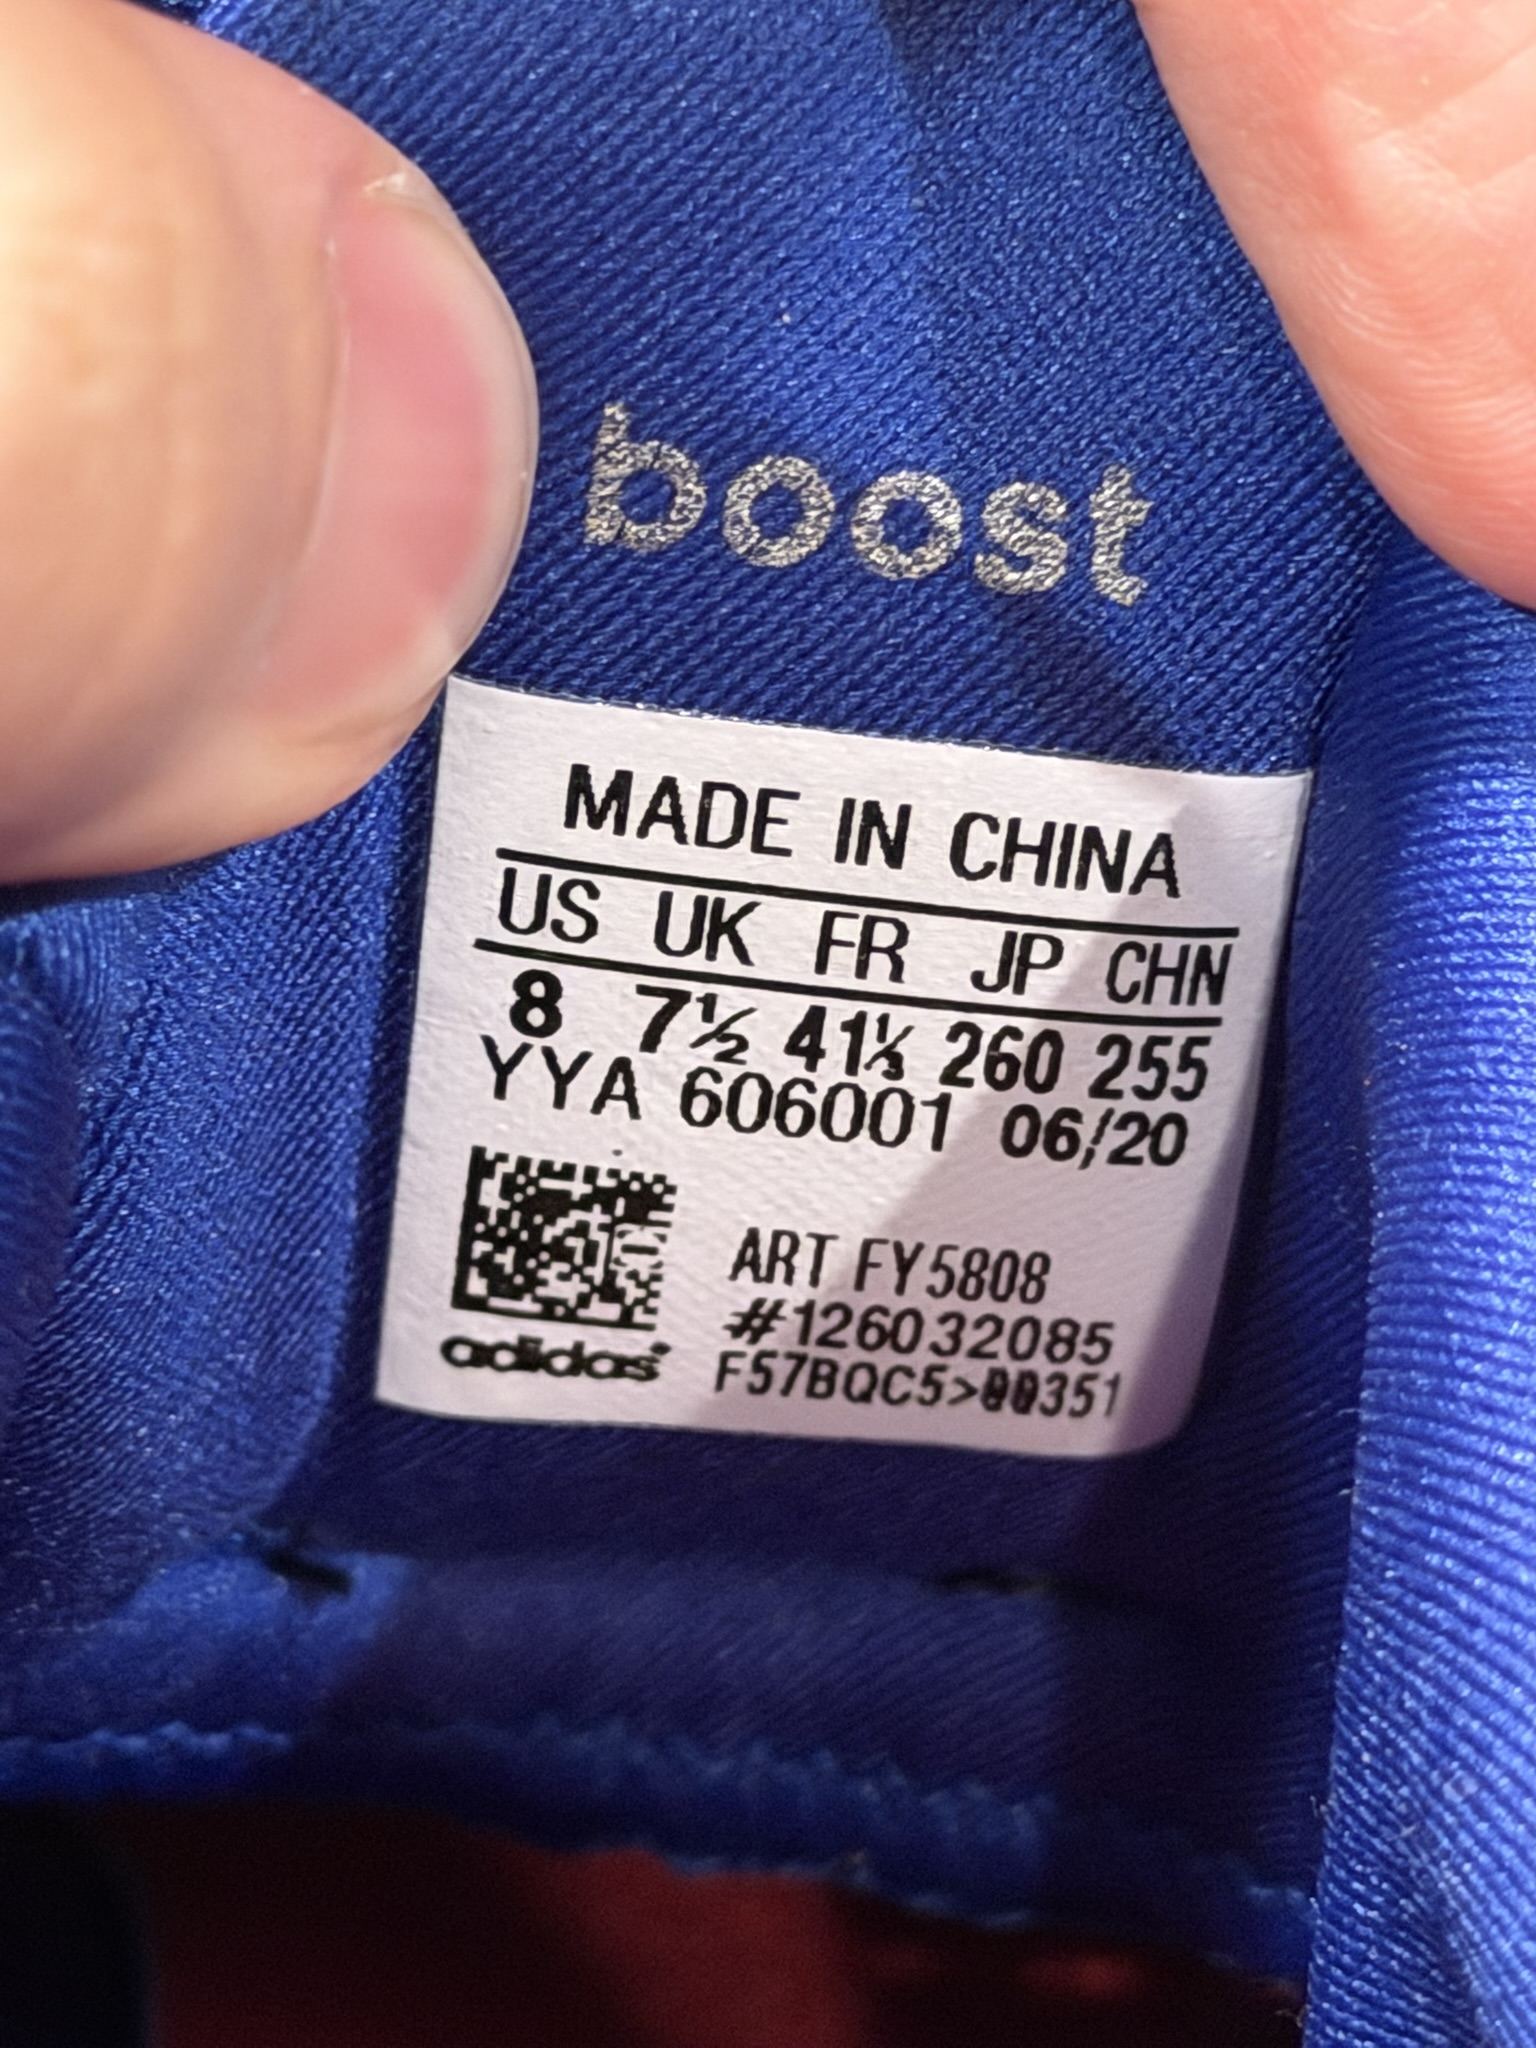 boost
MADE IN CHINA
US UK FR JP CHN
8 7½ 41⅓ 260 255
YYA 606001 06/20
ART FY5808
#126032085
adidas